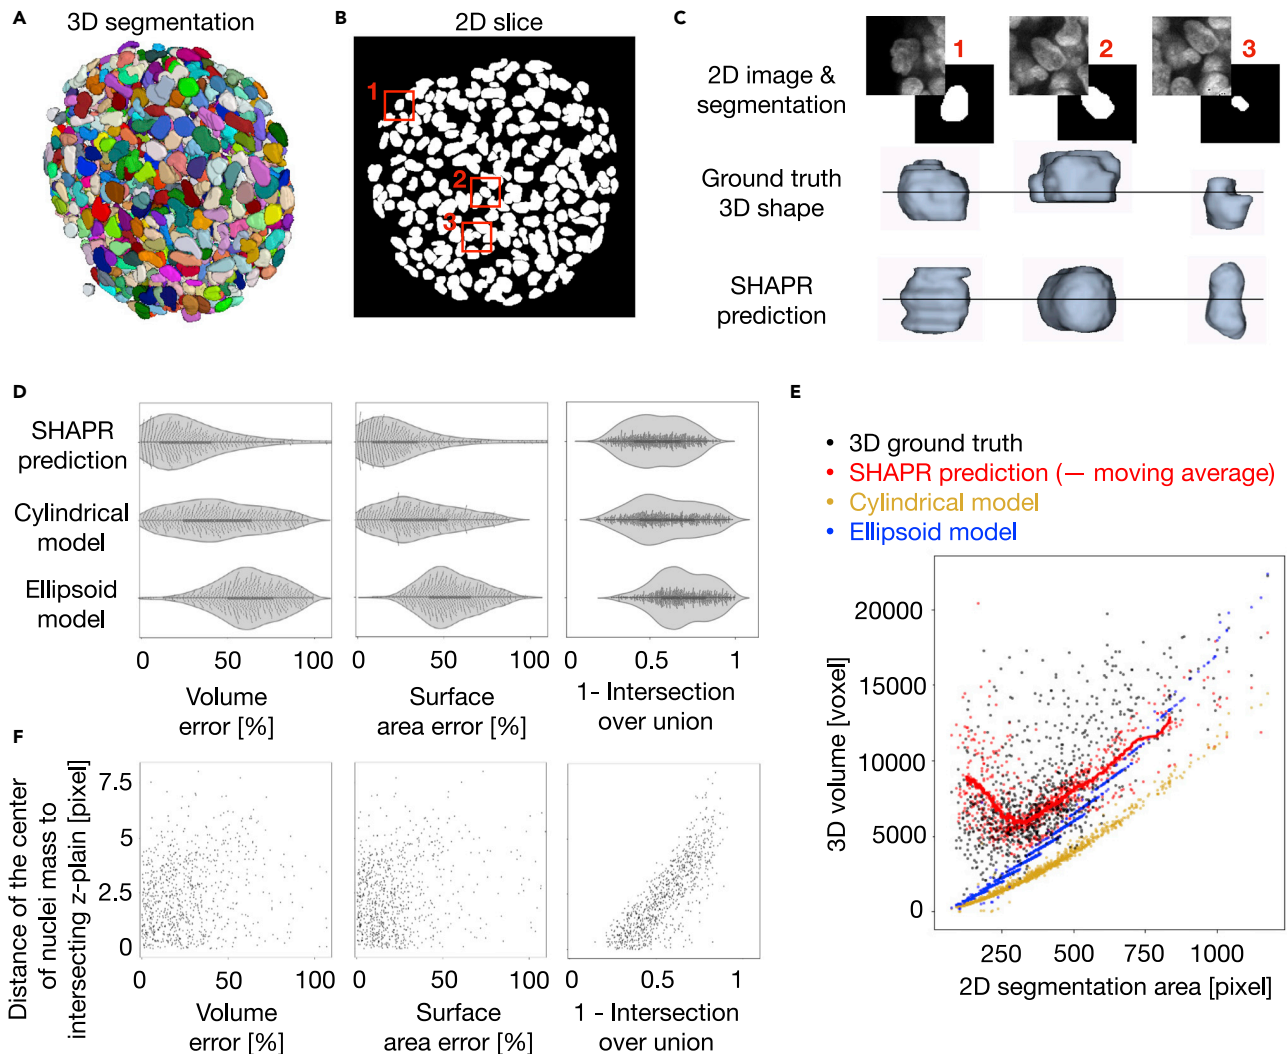 A
3D segmentation
B
2D slice
1
2
3
C
2D image &
segmentation
1
2
3
Ground truth
3D shape
SHAPR
prediction
D
SHAPR
prediction
Cylindrical
model
Ellipsoid
model
0 50 100
Volume
error [%]
0 50 100
Surface
area error [%]
0 0.5 1
1- Intersection
over union
E
• 3D ground truth
• SHAPR prediction (— moving average)
• Cylindrical model
• Ellipsoid model
3D volume [voxel]
20000
15000
10000
5000
0
250 500 750 1000
2D segmentation area [pixel]
F
Distance of the center
of nuclei mass to
intersecting z-plain [pixel]
7.5
5
2.5
0
0 50 100
Volume
error [%]
0 50 100
Surface
area error [%]
0 0.5 1
1 - Intersection
over union